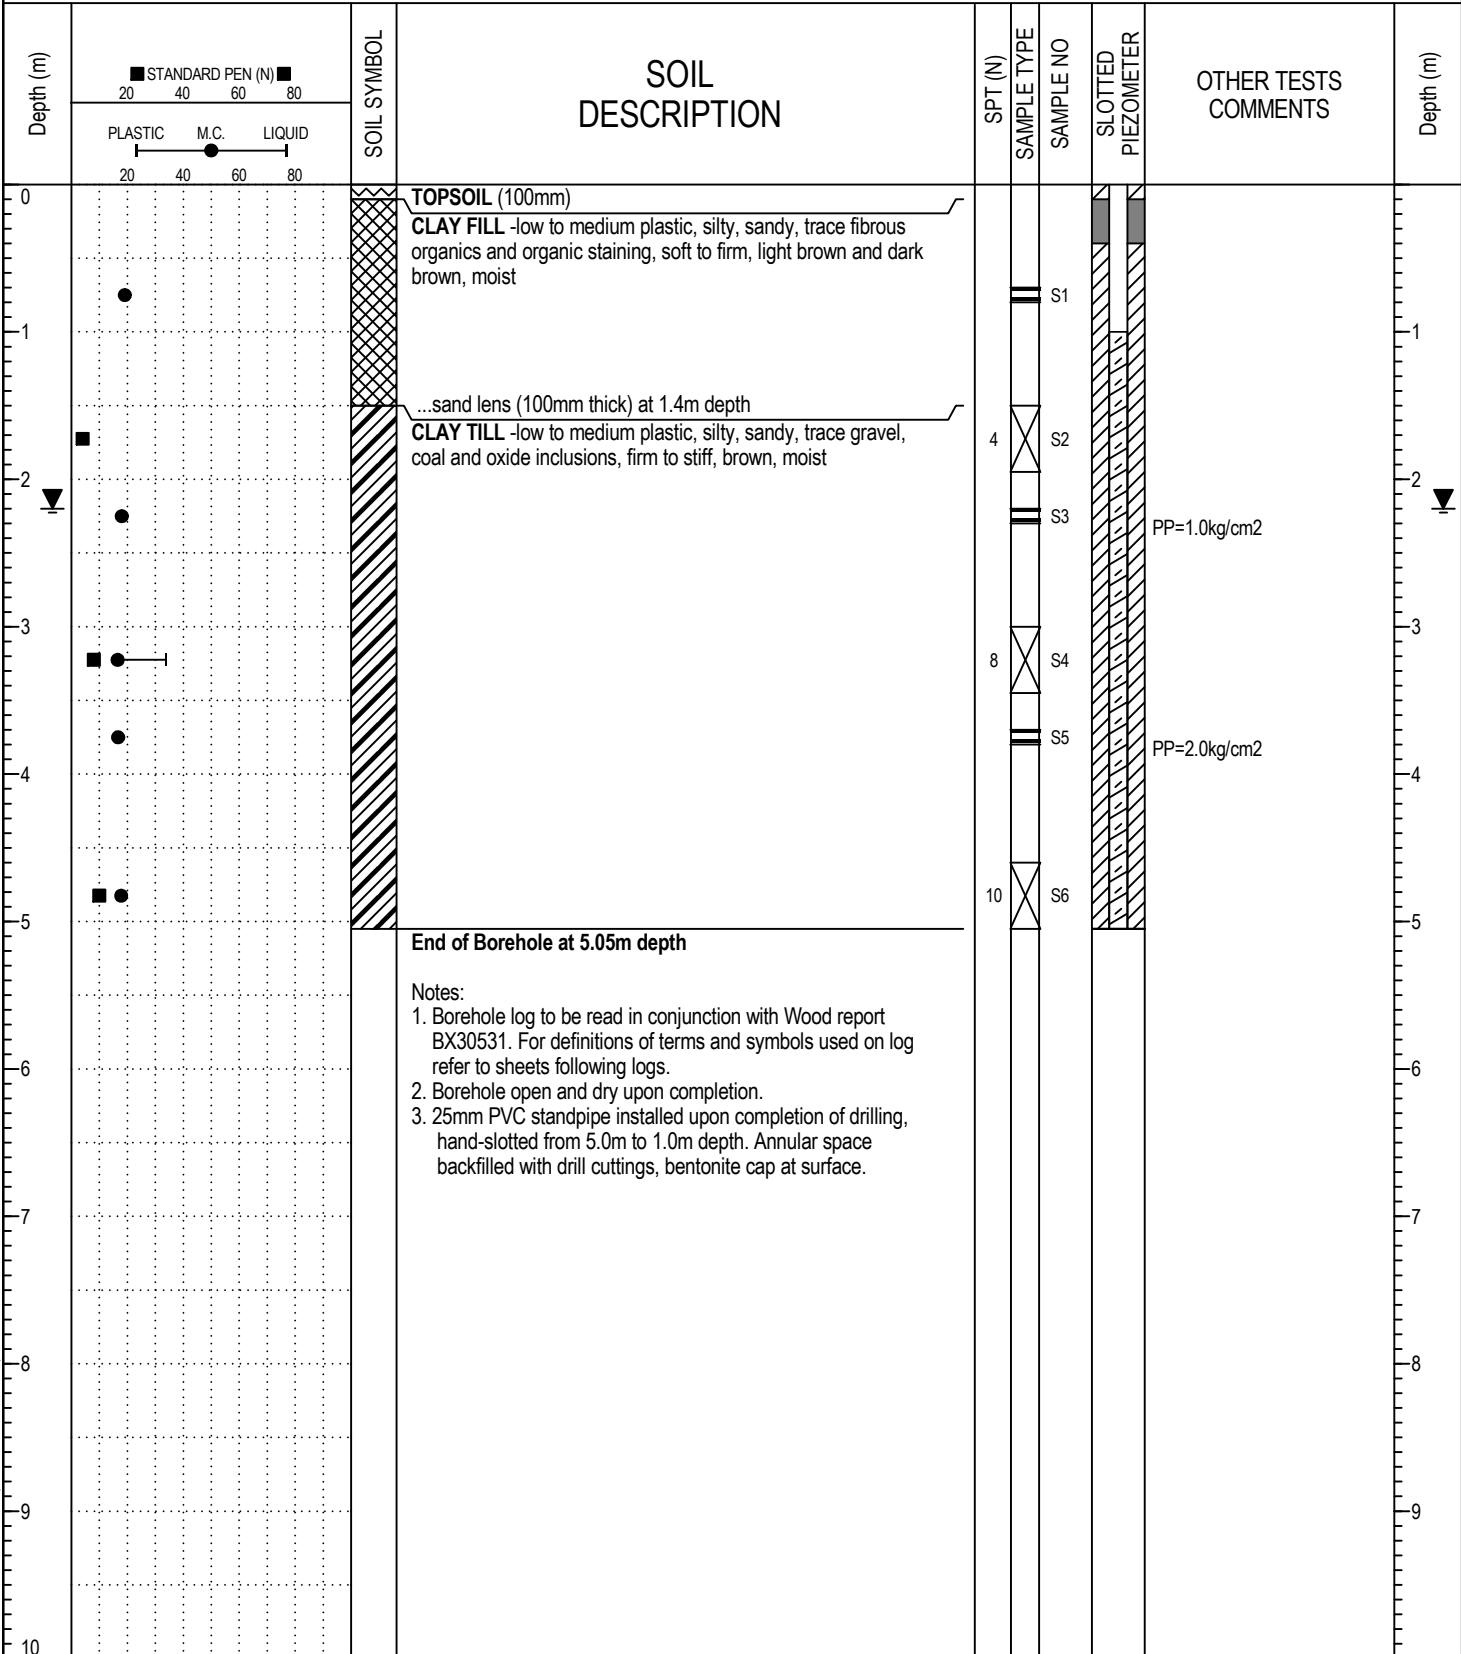 Depth (m)
■ STANDARD PEN (N) ■
20 40 60 80
PLASTIC M.C. LIQUID
20 40 60 80
SOIL SYMBOL
SOIL
DESCRIPTION
SPT (N)
SAMPLE TYPE
SAMPLE NO
SLOTTED
PIEZOMETER
OTHER TESTS
COMMENTS
Depth (m)
0
TOPSOIL (100mm)
CLAY FILL -low to medium plastic, silty, sandy, trace fibrous
organics and organic staining, soft to firm, light brown and dark
brown, moist
S1
1 1
...sand lens (100mm thick) at 1.4m depth
CLAY TILL -low to medium plastic, silty, sandy, trace gravel,
coal and oxide inclusions, firm to stiff, brown, moist
4 S2
2 2
S3
PP=1.0kg/cm2
3 3
8 S4
S5
PP=2.0kg/cm2
4 4
10 S6
5 5
End of Borehole at 5.05m depth
Notes:
1. Borehole log to be read in conjunction with Wood report
BX30531. For definitions of terms and symbols used on log
refer to sheets following logs.
2. Borehole open and dry upon completion.
3. 25mm PVC standpipe installed upon completion of drilling,
hand-slotted from 5.0m to 1.0m depth. Annular space
backfilled with drill cuttings, bentonite cap at surface.
6 6
7 7
8 8
9 9
10